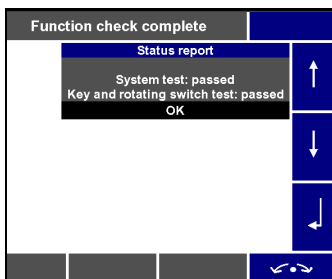 Function check complete
Status report
System test: passed
Key and rotating switch test: passed
OK